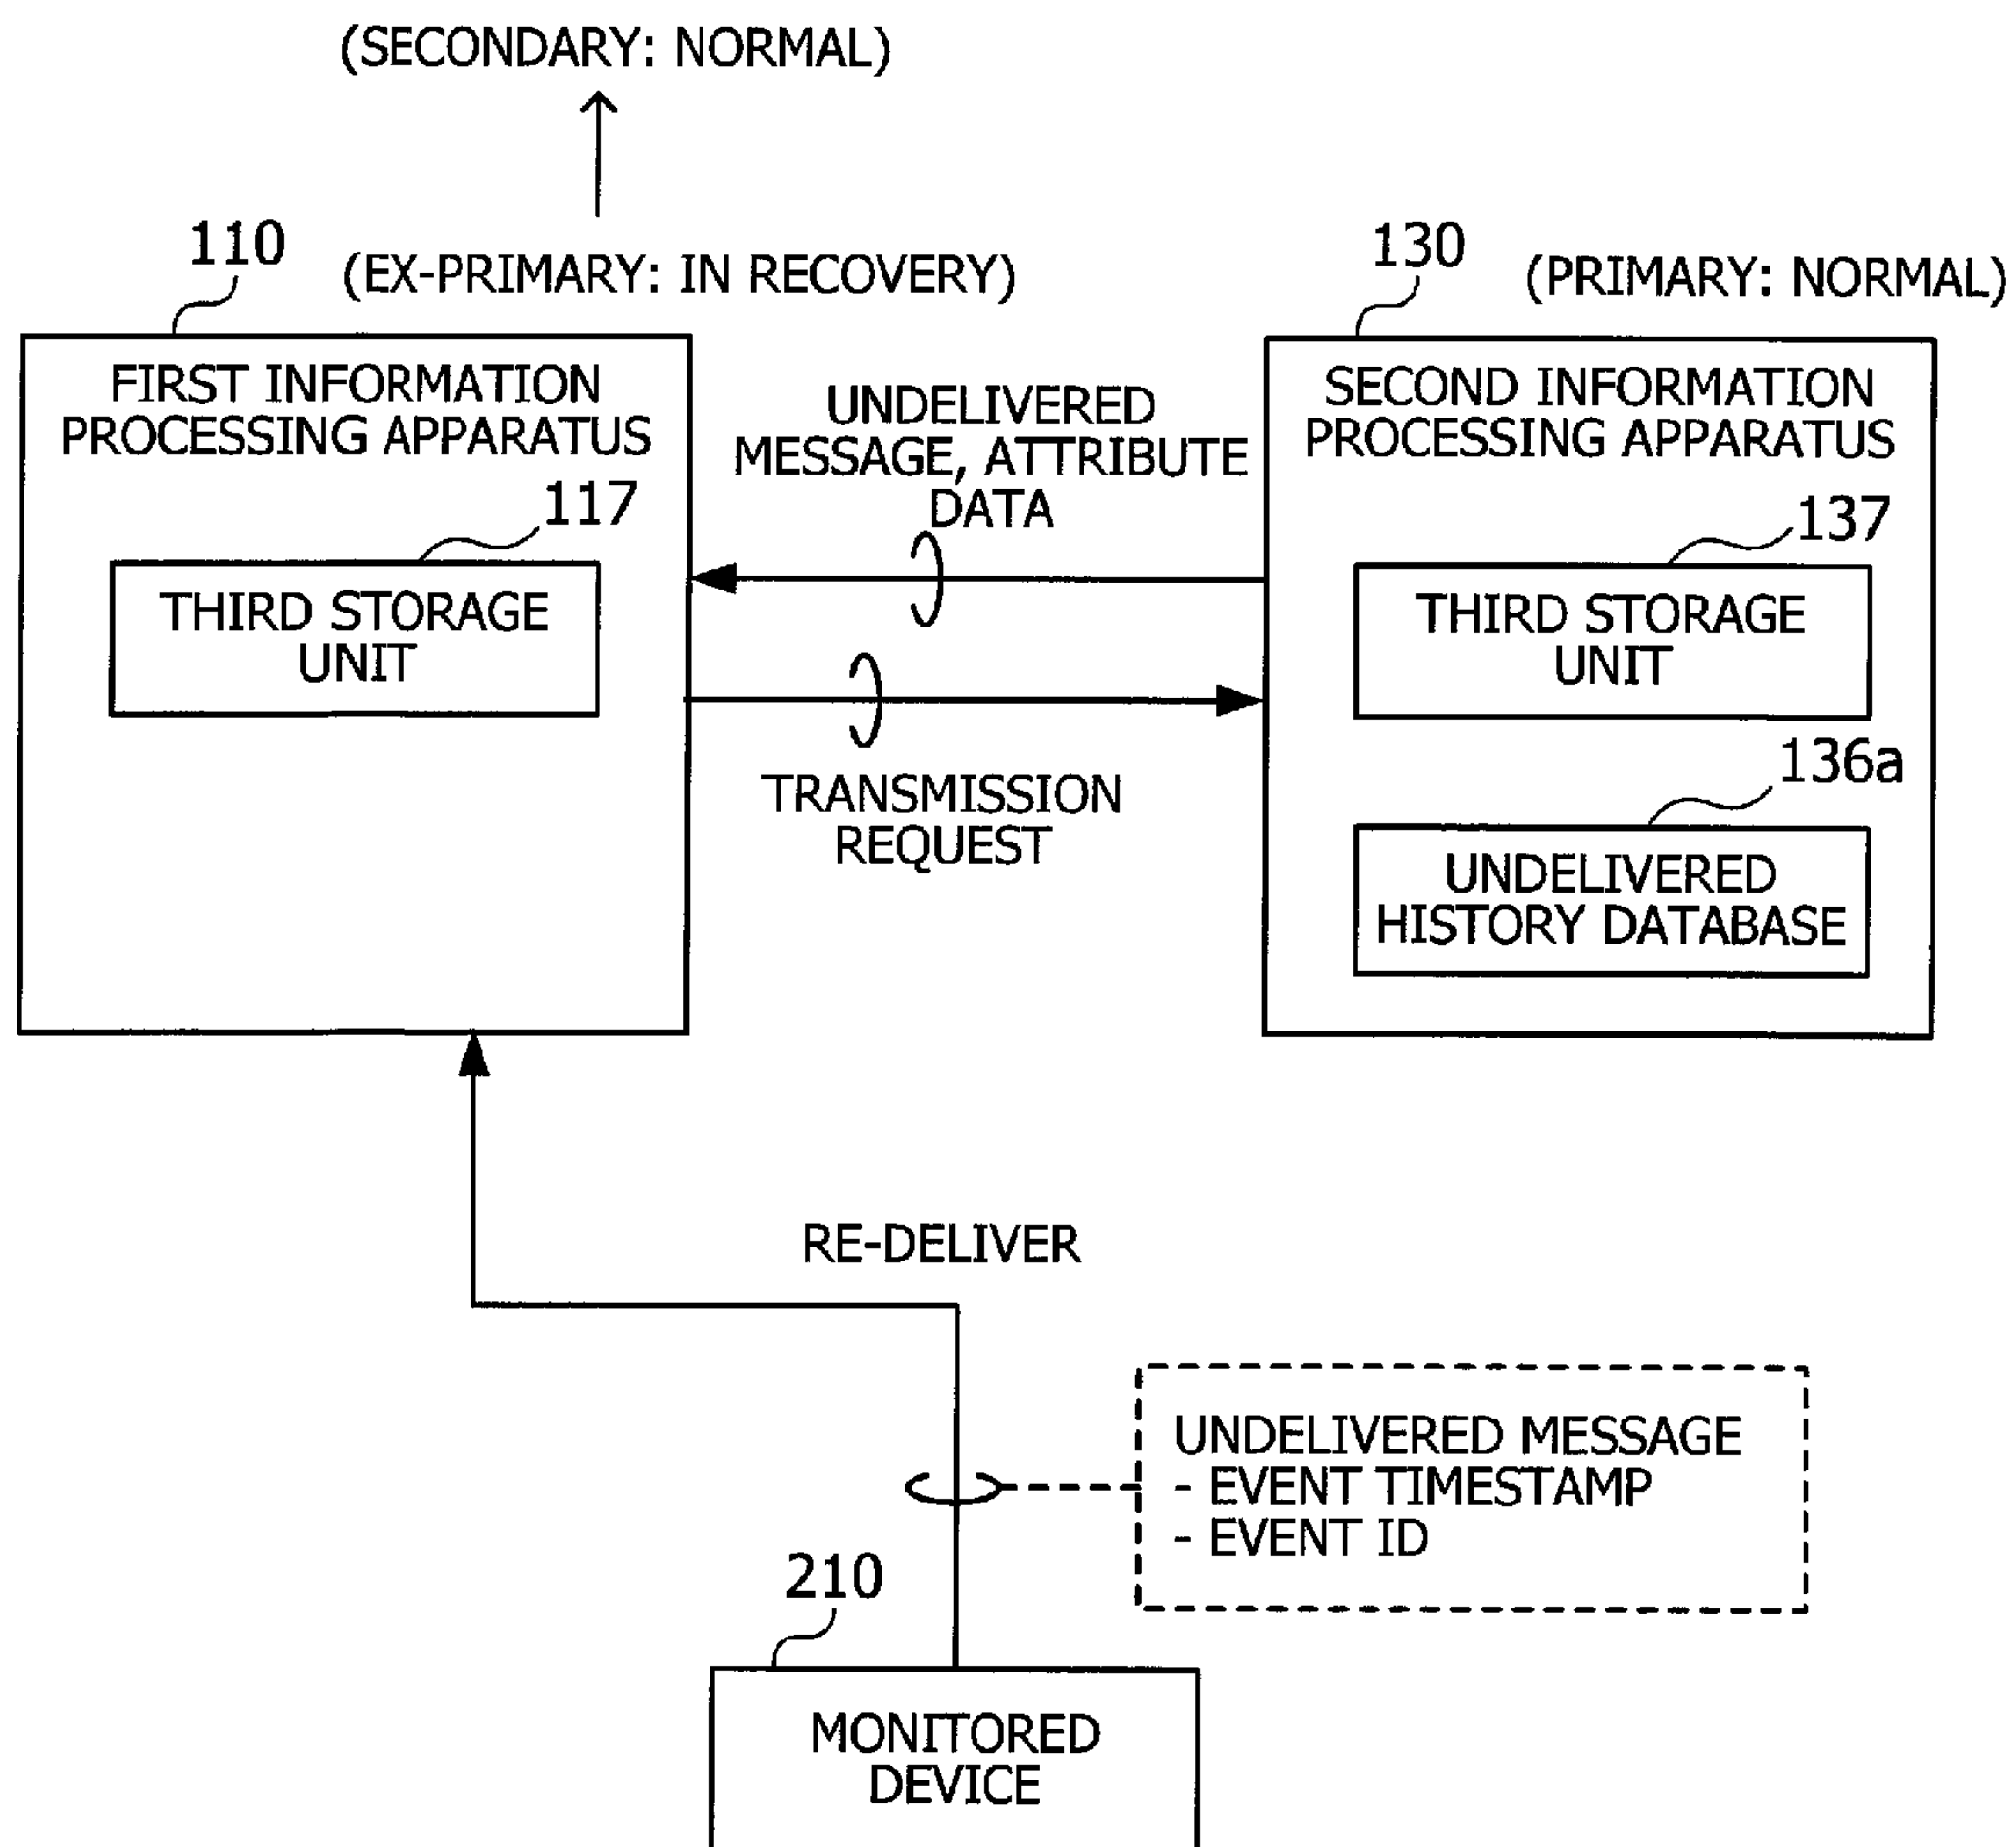 (SECONDARY: NORMAL)
110
(EX-PRIMARY: IN RECOVERY)
130
(PRIMARY: NORMAL)
FIRST INFORMATION
PROCESSING APPARATUS
117
THIRD STORAGE
UNIT
UNDELIVERED
MESSAGE, ATTRIBUTE
DATA
TRANSMISSION
REQUEST
SECOND INFORMATION
PROCESSING APPARATUS
137
THIRD STORAGE
UNIT
136a
UNDELIVERED
HISTORY DATABASE
RE-DELIVER
UNDELIVERED MESSAGE
- EVENT TIMESTAMP
- EVENT ID
210
MONITORED
DEVICE